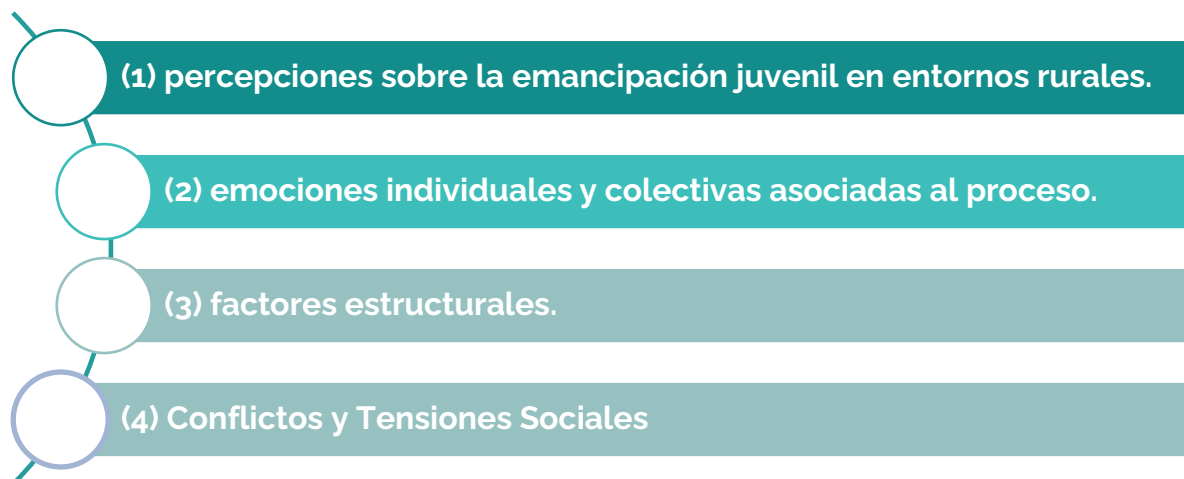 (1) percepciones sobre la emancipación juvenil en entornos rurales.
(2) emociones individuales y colectivas asociadas al proceso.
(3) factores estructurales.
(4) Conflictos y Tensiones Sociales